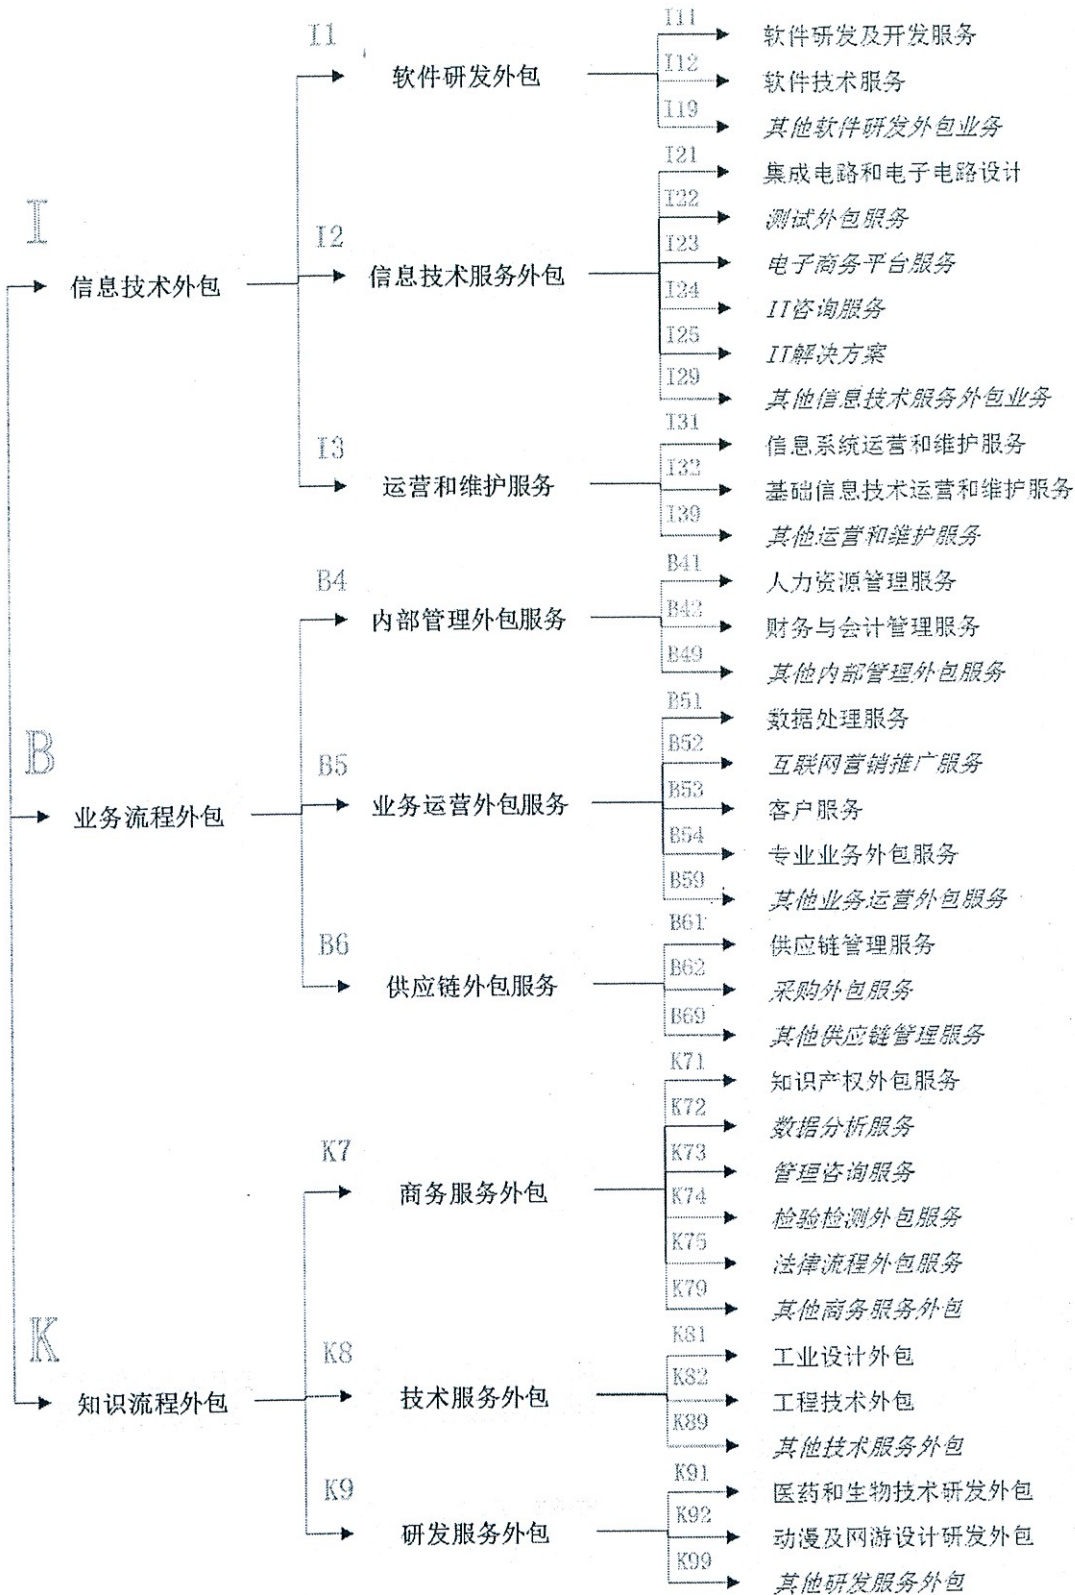 I
信息技术外包
I1
软件研发外包
I11
软件研发及开发服务
I12
软件技术服务
I19
其他软件研发外包业务
I2
信息技术服务外包
I21
集成电路和电子电路设计
I22
测试外包服务
I23
电子商务平台服务
I24
IT咨询服务
I25
IT解决方案
I29
其他信息技术服务外包业务
I3
运营和维护服务
I31
信息系统运营和维护服务
I32
基础信息技术运营和维护服务
I39
其他运营和维护服务
B
业务流程外包
B4
内部管理外包服务
B41
人力资源管理服务
B42
财务与会计管理服务
B49
其他内部管理外包服务
B5
业务运营外包服务
B51
数据处理服务
B52
互联网营销推广服务
B53
客户服务
B54
专业业务外包服务
B59
其他业务运营外包服务
B6
供应链外包服务
B61
供应链管理服务
B62
采购外包服务
B69
其他供应链管理服务
K
知识流程外包
K7
商务服务外包
K71
知识产权外包服务
K72
数据分析服务
K73
管理咨询服务
K74
检验检测外包服务
K75
法律流程外包服务
K79
其他商务服务外包
K8
技术服务外包
K81
工业设计外包
K82
工程技术外包
K89
其他技术服务外包
K9
研发服务外包
K91
医药和生物技术研发外包
K92
动漫及网游设计研发外包
K99
其他研发服务外包